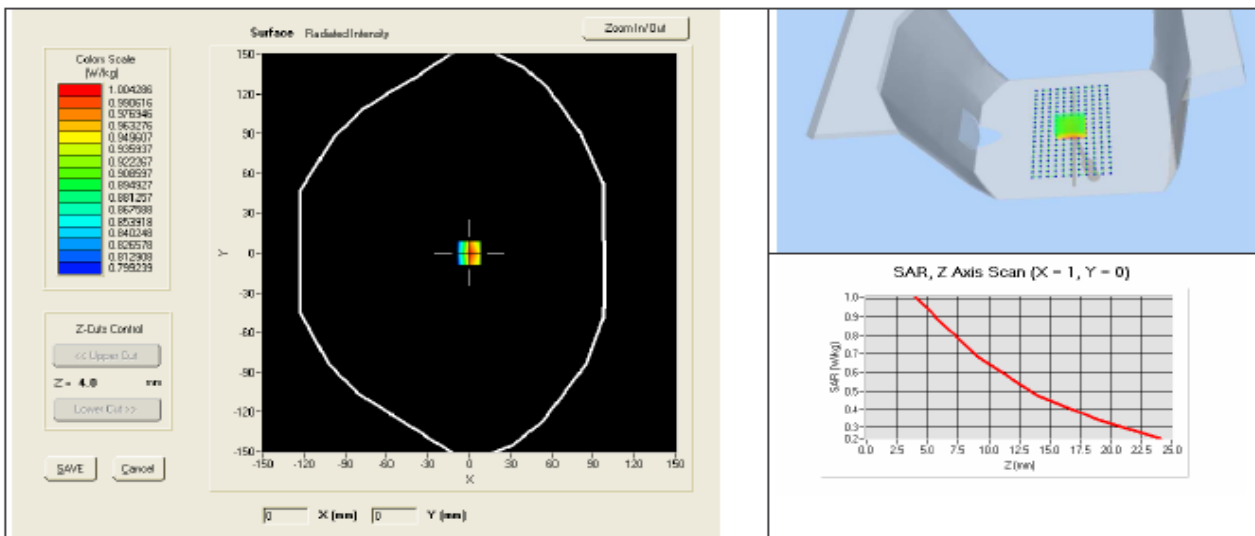 Surface Radiated Intensity
Zoom In/Out
Colors Scale
(W/kg)
1.004286
0.990616
0.976946
0.963276
0.949607
0.935937
0.922267
0.908597
0.894927
0.881257
0.867588
0.853918
0.840248
0.826578
0.812908
0.799239
Z-Cuts Control
<< Upper Cut
Z = 4.0 mm
Lower Cut >>
SAVE
Cancel
150
120
90
60
30
0
-30
-60
-90
-120
-150
Y
-150 -120 -90 -60 -30 0 30 60 90 120 150
X
0 X (mm) 0 Y (mm)
SAR, Z Axis Scan (X = 1, Y = 0)
SAR (W/kg)
1.0
0.9
0.8
0.7
0.6
0.5
0.4
0.3
0.2
0.0 2.5 5.0 7.5 10.0 12.5 15.0 17.5 20.0 22.5 25.0
Z (mm)